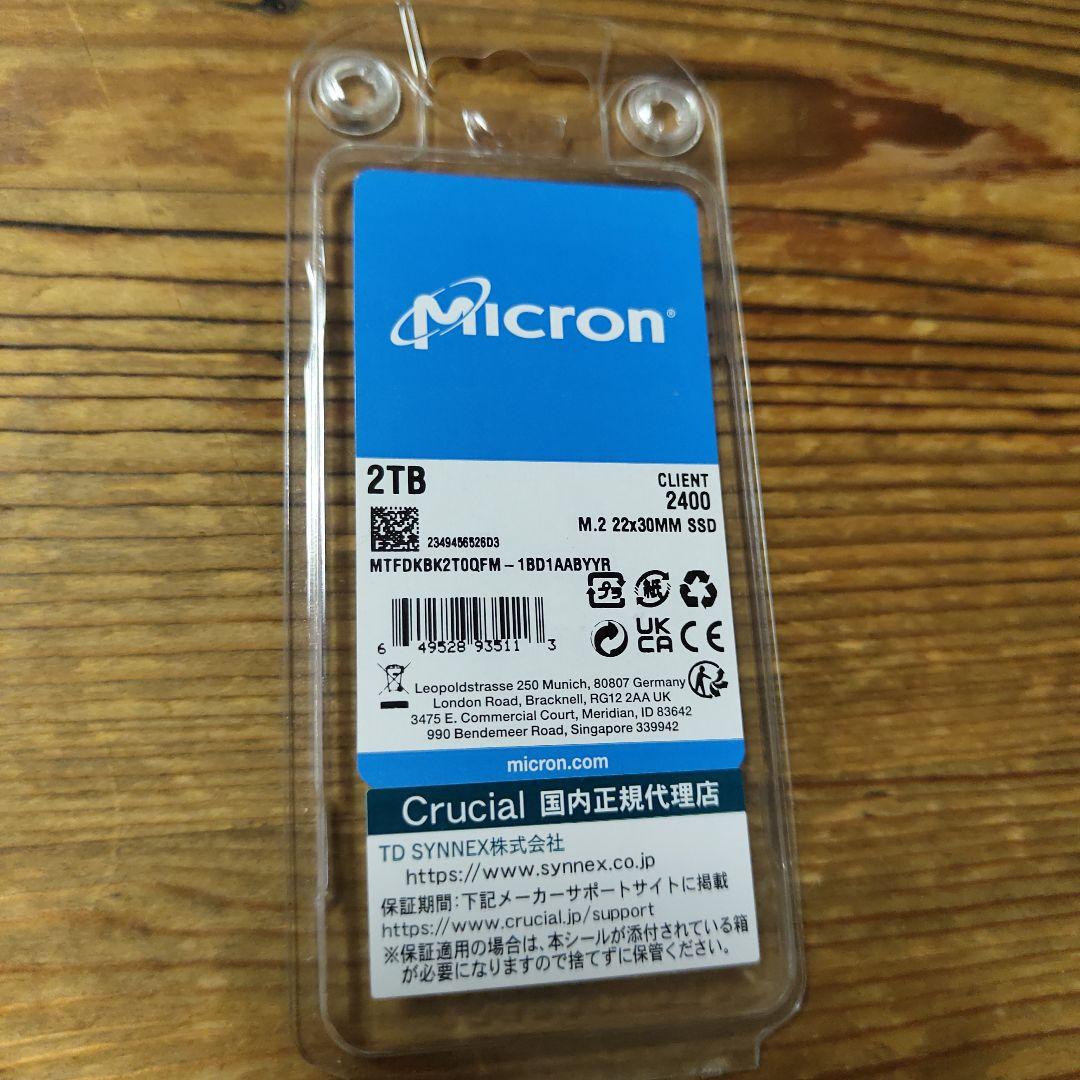 Micron®
2TB
CLIENT
2400
M.2 22x30MM SSD
2349456526D3
MTFDKBK2T0QFM-1BD1AABYYR
プラ
紙
UK
CA
CE
6 49528 93511 3
Leopoldstrasse 250 Munich, 80807 Germany
London Road, Bracknell, RG12 2AA UK
3475 E. Commercial Court, Meridian, ID 83642
990 Bendemeer Road, Singapore 339942
micron.com
Crucial 国内正規代理店
TD SYNNEX株式会社
https://www.synnex.co.jp
保証期間:下記メーカーサポートサイトに掲載
https://www.crucial.jp/support
※保証適用の場合は、本シールが添付されている箱
が必要になりますので捨てずに保管ください。